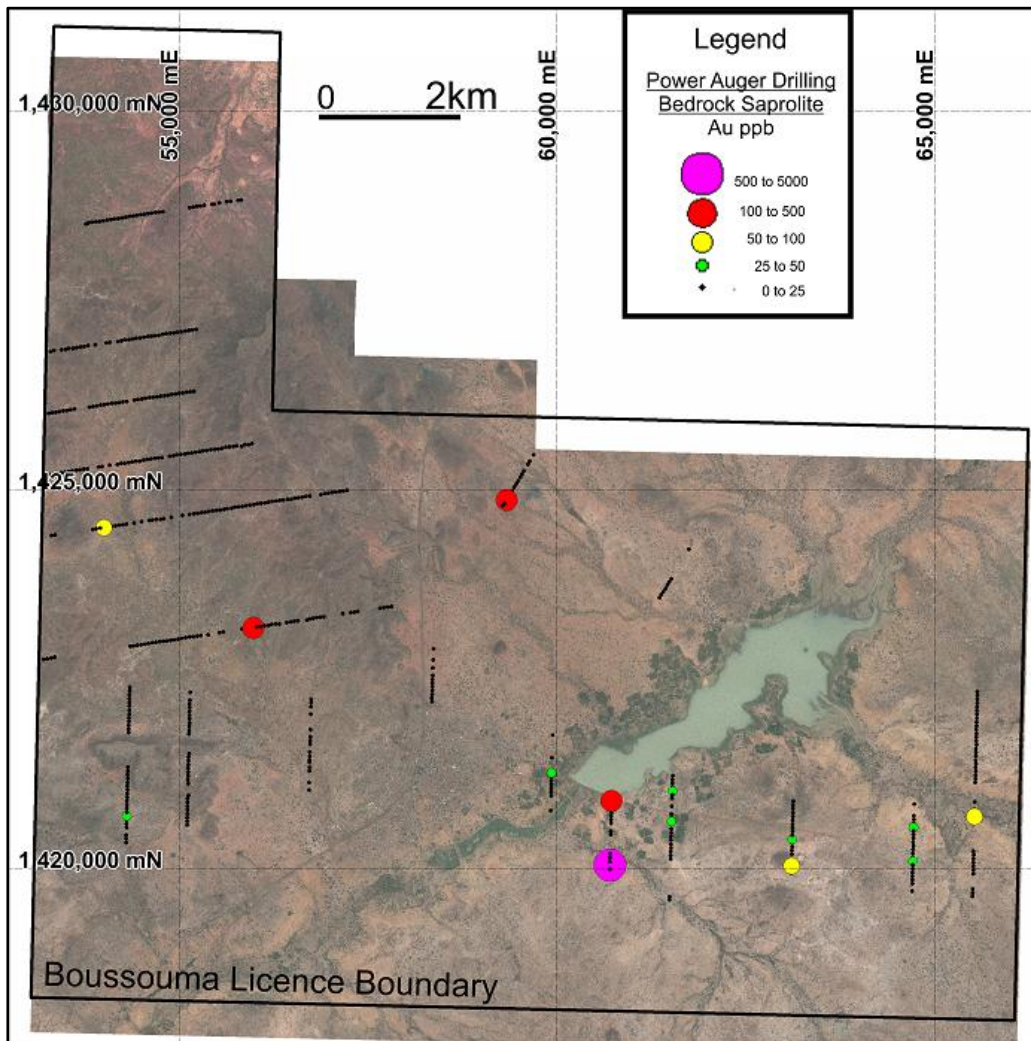 55,000 mE
60,000 mE
65,000 mE
1,430,000 mN
0 2km
Legend
Power Auger Drilling
Bedrock Saprolite
Au ppb
500 to 5000
100 to 500
50 to 100
25 to 50
0 to 25
1,425,000 mN
1,420,000 mN
Boussouma Licence Boundary